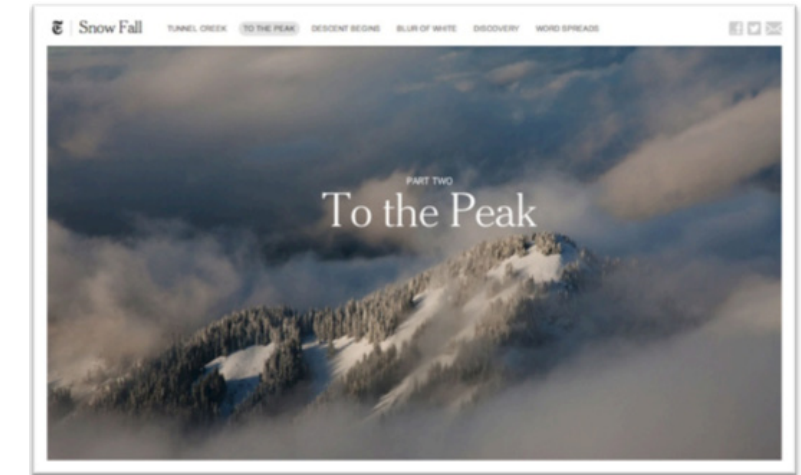 T Snow Fall TUNNEL CREEK TO THE PEAK DESCENT BEGINS BLUR OF WHITE DISCOVERY WORD SPREADS
PART TWO
To the Peak